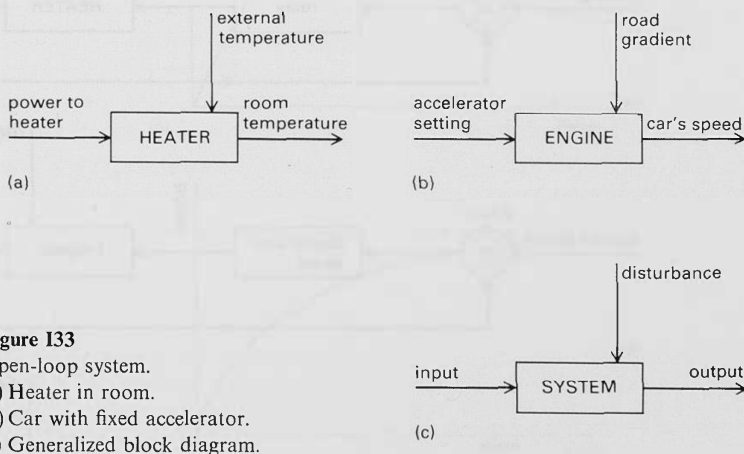 external
temperature
power to
heater
HEATER
room
temperature
(a)
road
gradient
accelerator
setting
ENGINE
car's speed
(b)
disturbance
input
SYSTEM
output
(c)
gure I33
pen-loop system.
) Heater in room.
) Car with fixed accelerator.
) Generalized block diagram.